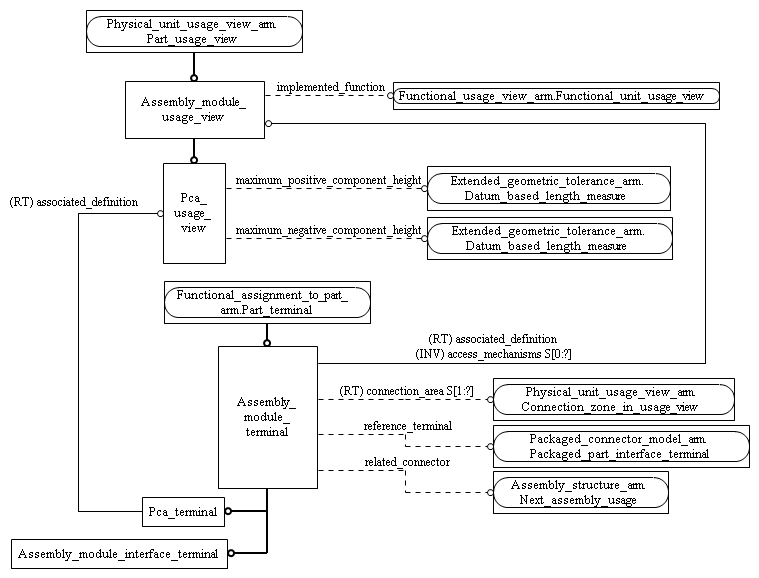 Physical_unit_usage_view_arm.
Part_usage_view
implemented_function
Assembly_module_
usage_view
Functional_usage_view_arm.Functional_unit_usage_view
(RT) associated_definition
Pca_
usage_
view
maximum_positive_component_height
Extended_geometric_tolerance_arm.
Datum_based_length_measure
maximum_negative_component_height
Extended_geometric_tolerance_arm.
Datum_based_length_measure
Functional_assignment_to_part_
arm.Part_terminal
(RT) associated_definition
(INV) access_mechanisms S[0:?]
Assembly_
module_
terminal
(RT) connection_area S[1:?]
Physical_unit_usage_view_arm.
Connection_zone_in_usage_view
reference_terminal
Packaged_connector_model_arm.
Packaged_part_interface_terminal
related_connector
Assembly_structure_arm.
Next_assembly_usage
Pca_terminal
Assembly_module_interface_terminal